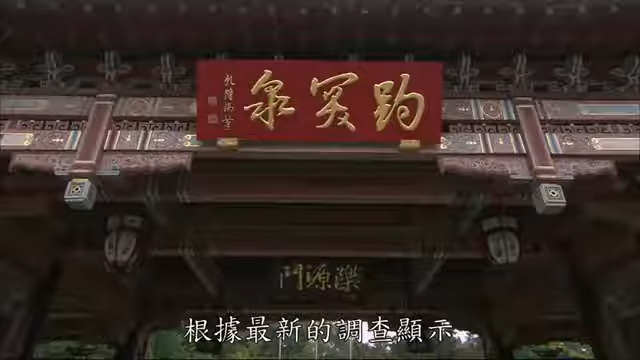 趵突泉
乾隆御筆
濼源門
根據最新的調查顯示